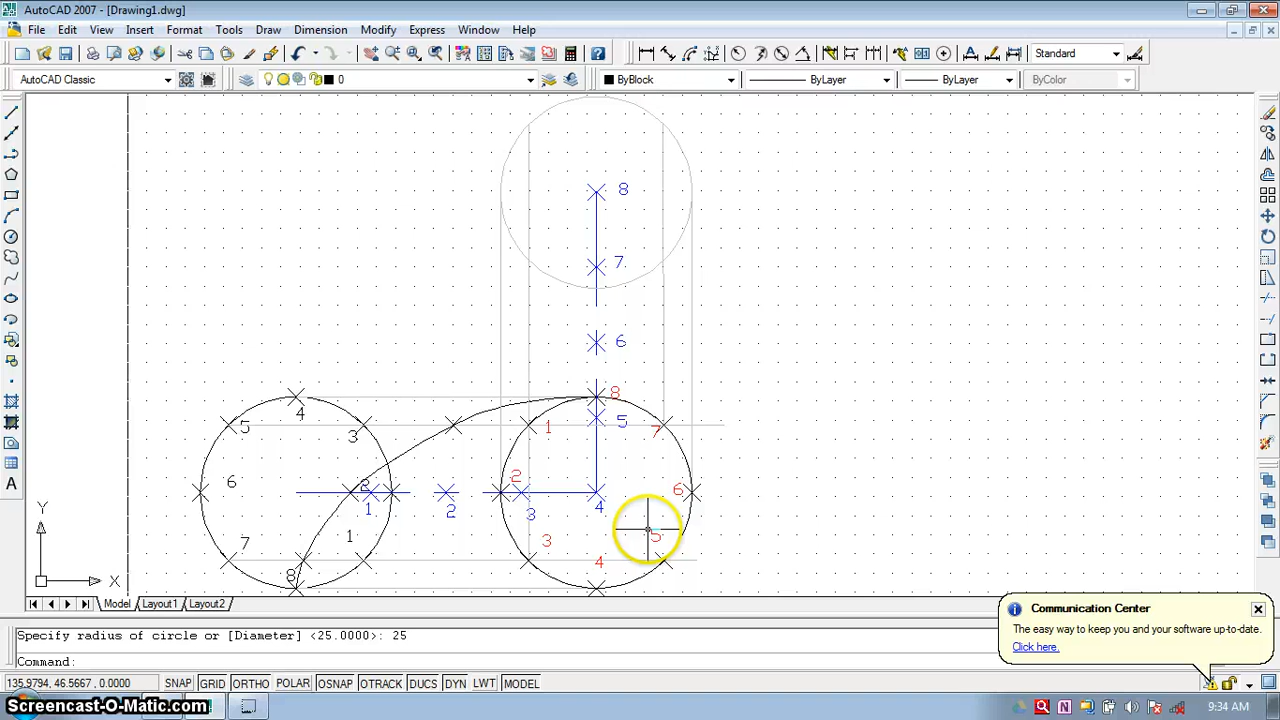 AutoCAD 2007 - [Drawing1.dwg]
File Edit View Insert Format Tools Draw Dimension Modify Express Window Help
Standard
AutoCAD Classic 0 ByBlock ByLayer ByLayer ByColor
8
7
6
8
5
4 5 1 7
3
6 2 2 6
1 2 3 4
7 1 3 5
4
8
Y
X
Model Layout1 Layout2
Specify radius of circle or [Diameter] <25.0000>: 25
Command:
Communication Center
The easy way to keep you and your software up-to-date.
Click here.
135.9794, 46.5667 , 0.0000 SNAP GRID ORTHO POLAR OSNAP OTRACK DUCS DYN LWT MODEL
Screencast-O-Matic.com
9:34 AM